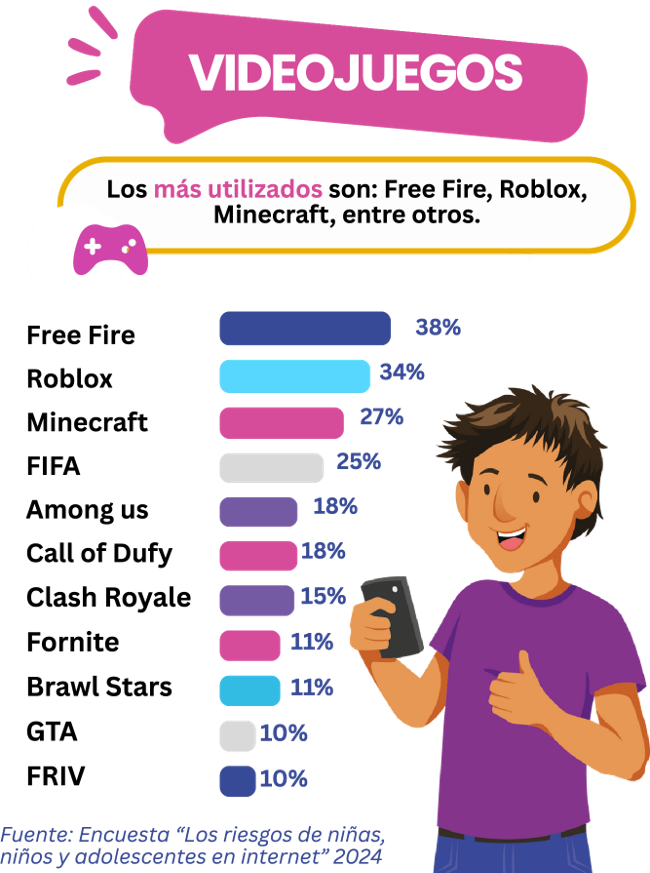 VIDEOJUEGOS
Los más utilizados son: Free Fire, Roblox,
Minecraft, entre otros.
Free Fire 38%
Roblox 34%
Minecraft 27%
FIFA 25%
Among us 18%
Call of Dufy 18%
Clash Royale 15%
Fornite 11%
Brawl Stars 11%
GTA 10%
FRIV 10%
Fuente: Encuesta “Los riesgos de niñas,
niños y adolescentes en internet” 2024